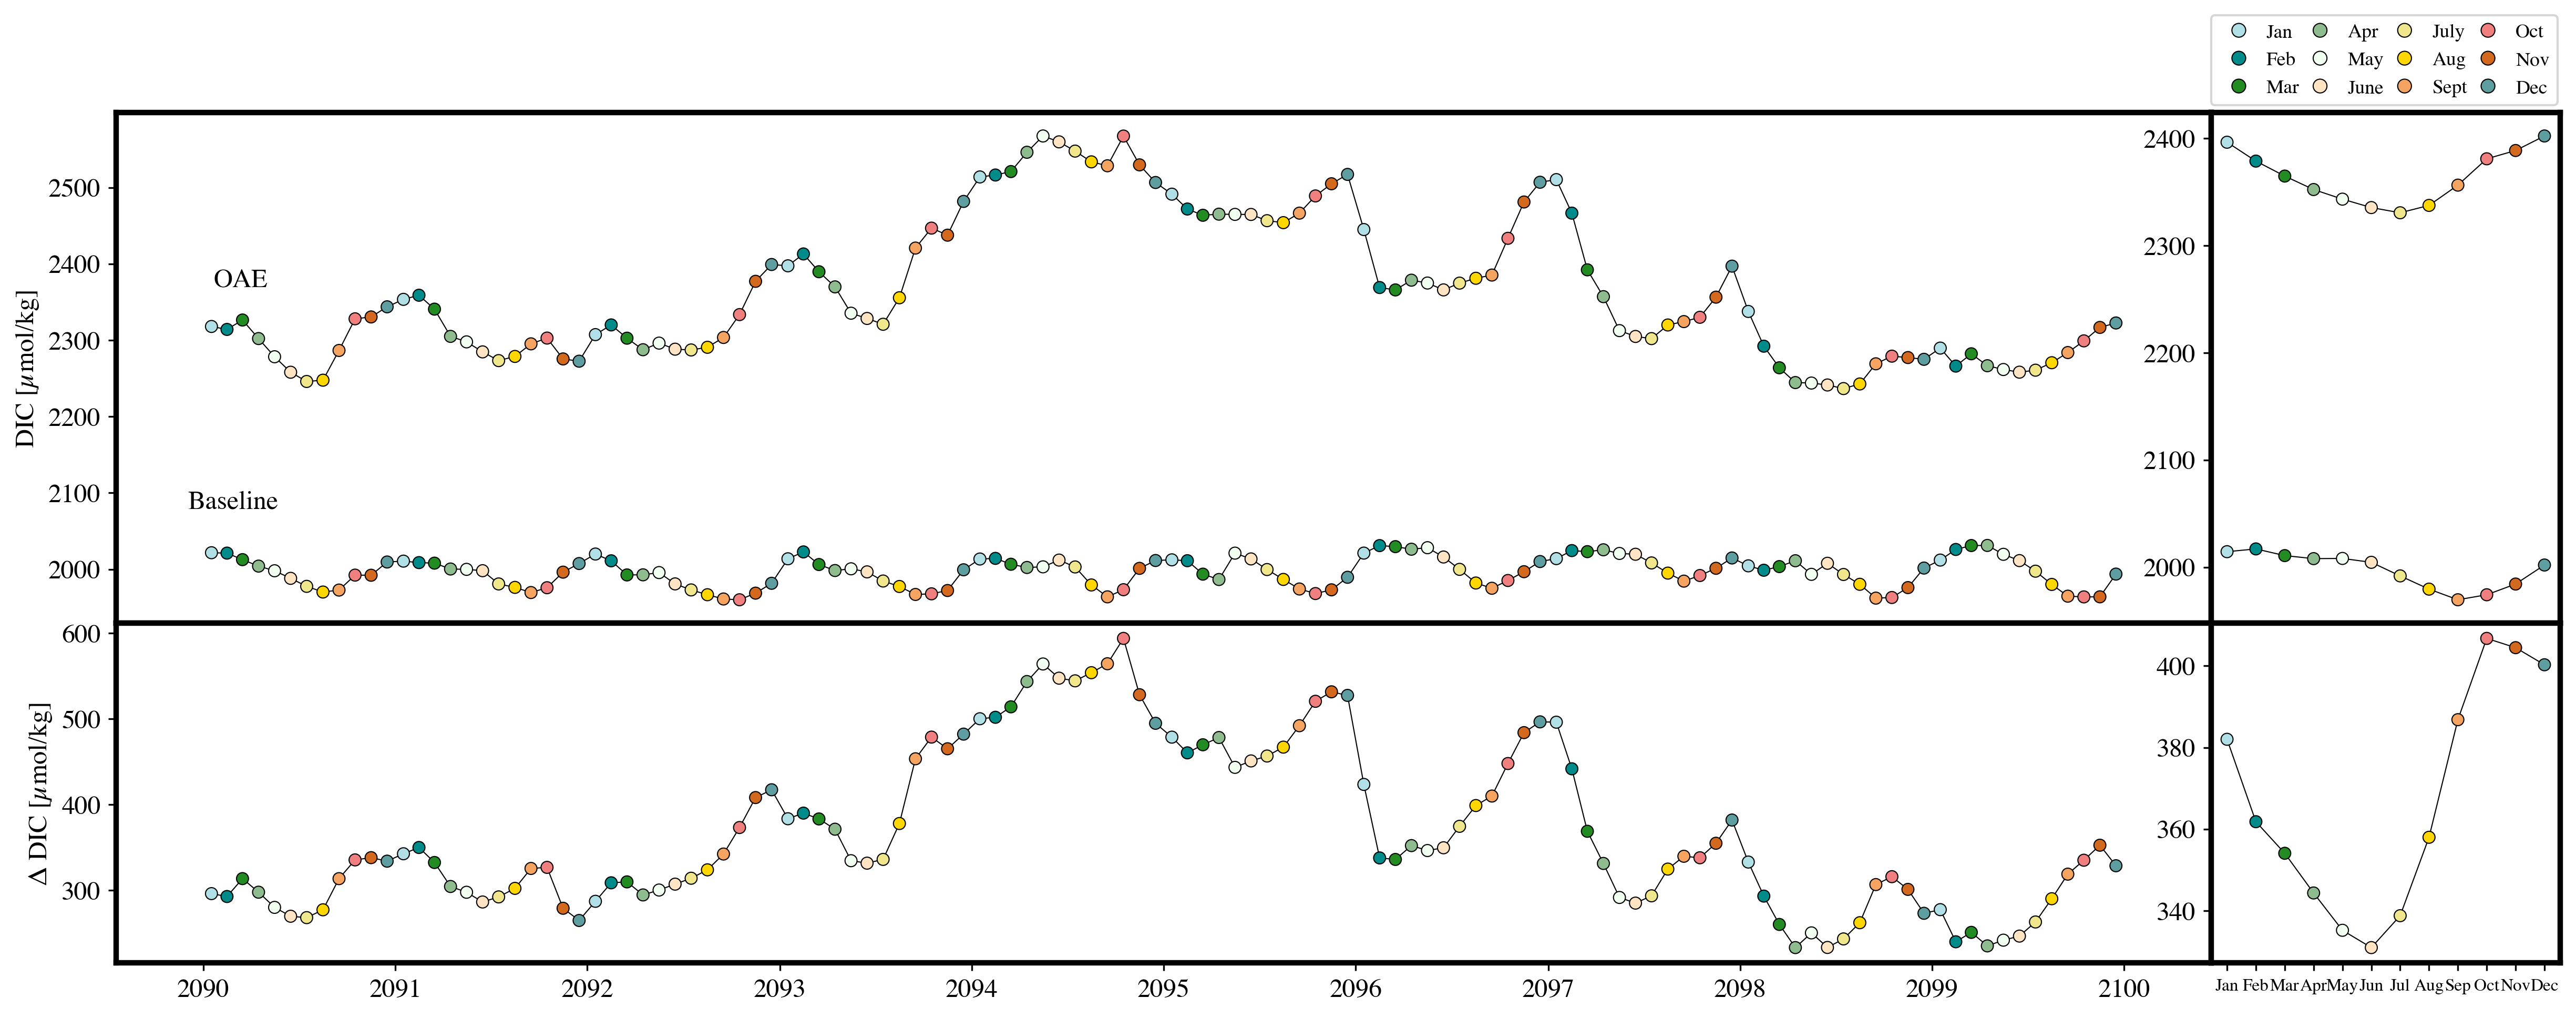 Jan Apr July Oct
Feb May Aug Nov
Mar June Sept Dec
DIC [µmol/kg]
2500
2400
2300
2200
2100
2000
OAE
Baseline
2400
2300
2200
2100
2000
Δ DIC [µmol/kg]
600
500
400
300
400
380
360
340
2090 2091 2092 2093 2094 2095 2096 2097 2098 2099 2100
Jan Feb Mar Apr May Jun Jul Aug Sep Oct Nov Dec